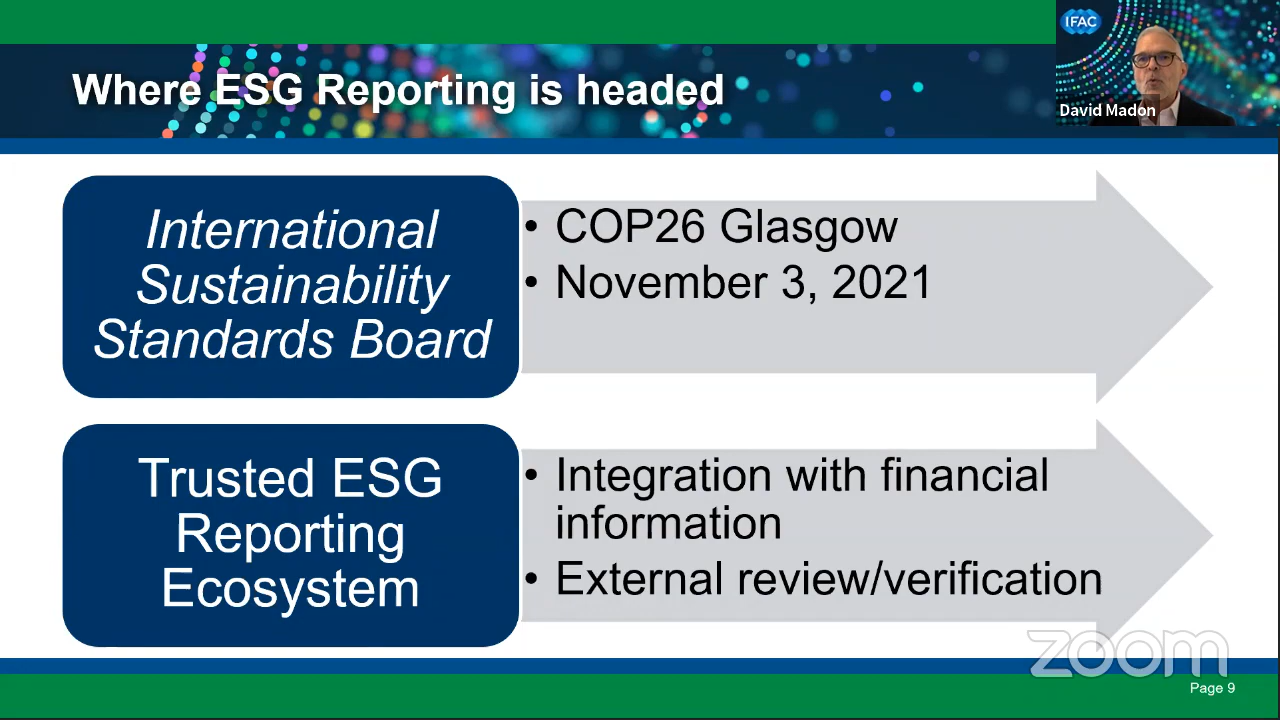 IFAC
Where ESG Reporting is headed
David Madon
International
Sustainability
Standards Board
• COP26 Glasgow
• November 3, 2021
Trusted ESG
Reporting
Ecosystem
• Integration with financial
information
• External review/verification
zoom
Page 9